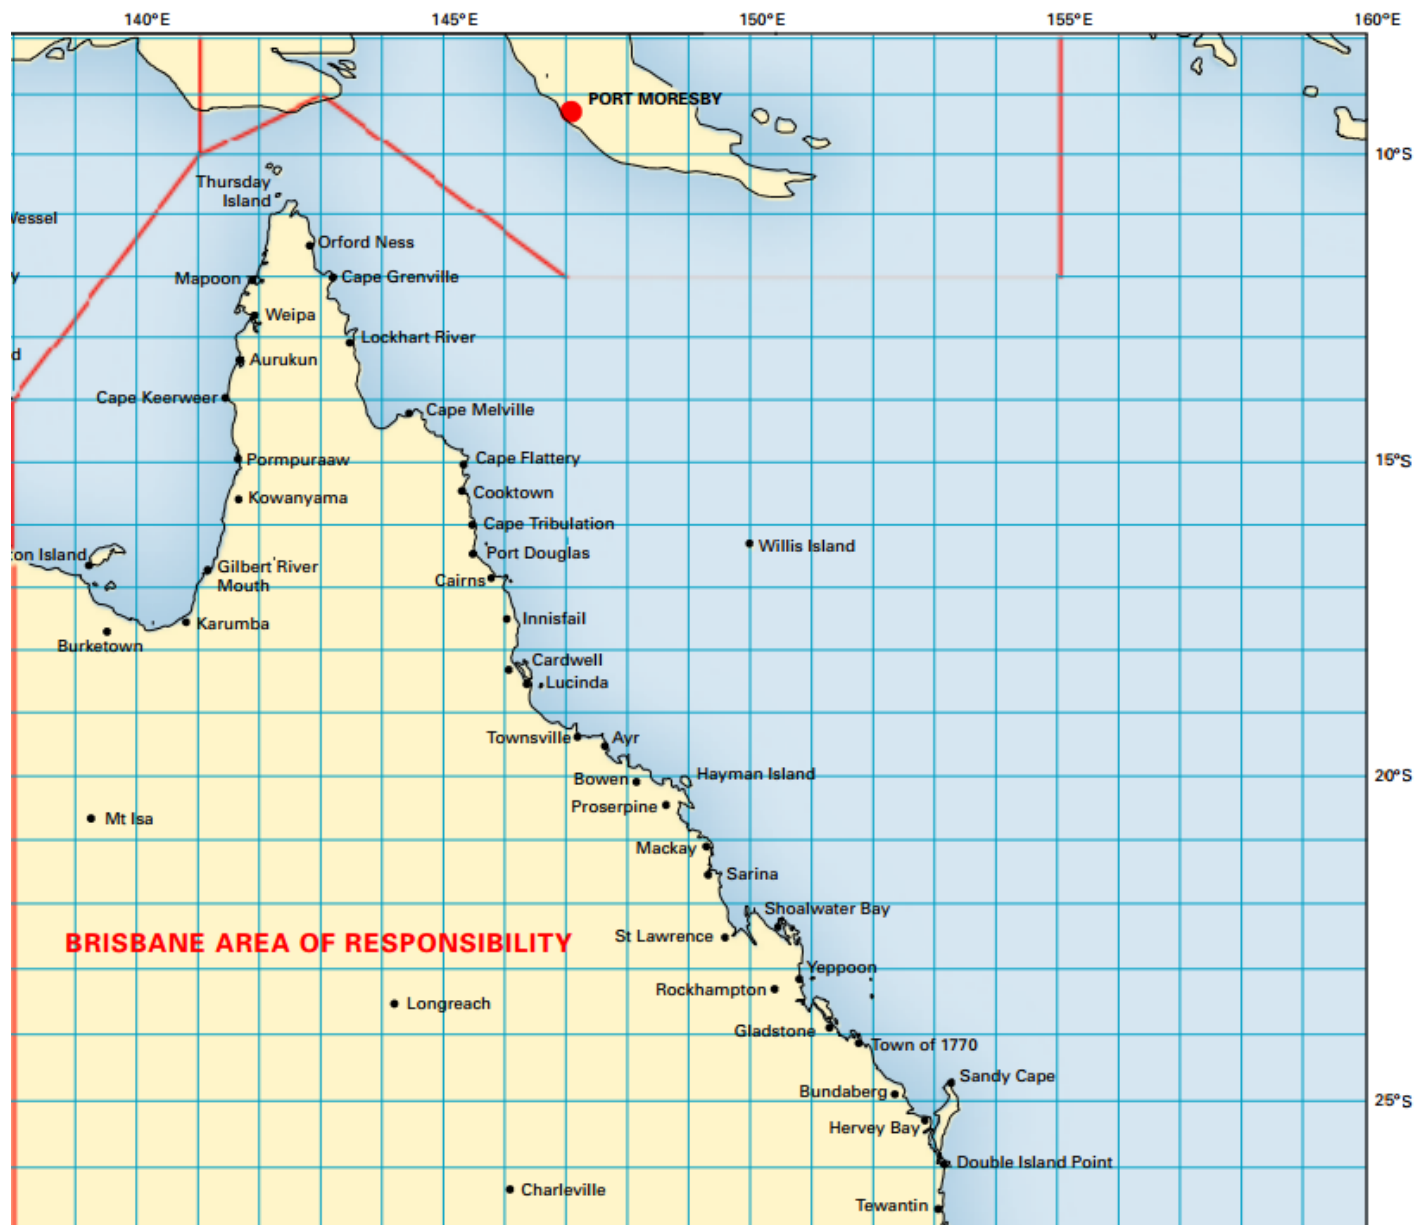 140°E 145°E 150°E 155°E 160°E
PORT MORESBY
10°S
Thursday
Island
Vessel
Orford Ness
y
Mapoon
Cape Grenville
Weipa
Lockhart River
d
Aurukun
Cape Keerweer
Cape Melville
Pormpuraaw
Cape Flattery
15°S
Kowanyama
Cooktown
Cape Tribulation
Willis Island
ton Island
Port Douglas
Gilbert River
Mouth
Cairns
Karumba
Innisfail
Burketown
Cardwell
Lucinda
Townsville
Ayr
Hayman Island
20°S
Bowen
Proserpine
Mt Isa
Mackay
Sarina
Shoalwater Bay
St Lawrence
BRISBANE AREA OF RESPONSIBILITY
Yeppoon
Rockhampton
Longreach
Gladstone
Town of 1770
Sandy Cape
Bundaberg
25°S
Hervey Bay
Double Island Point
Charleville
Tewantin